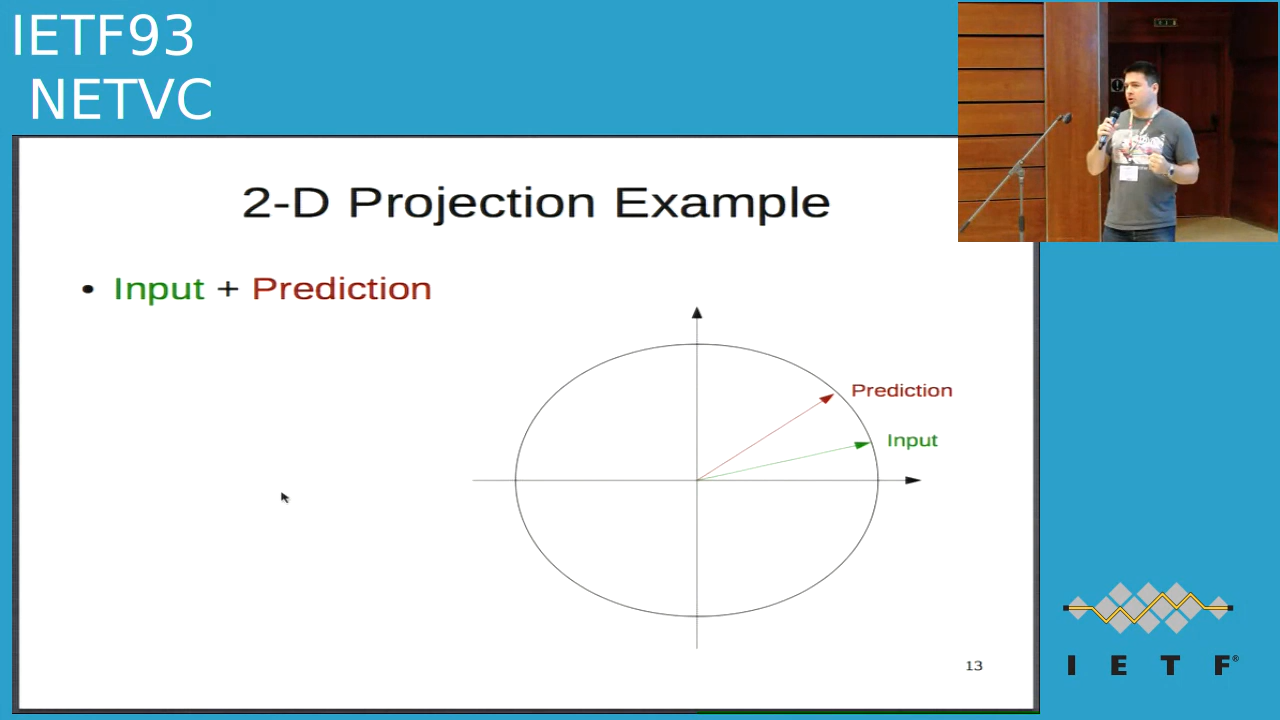 IETF93
NETVC
2-D Projection Example
• Input + Prediction
Prediction
Input
13
I E T F®